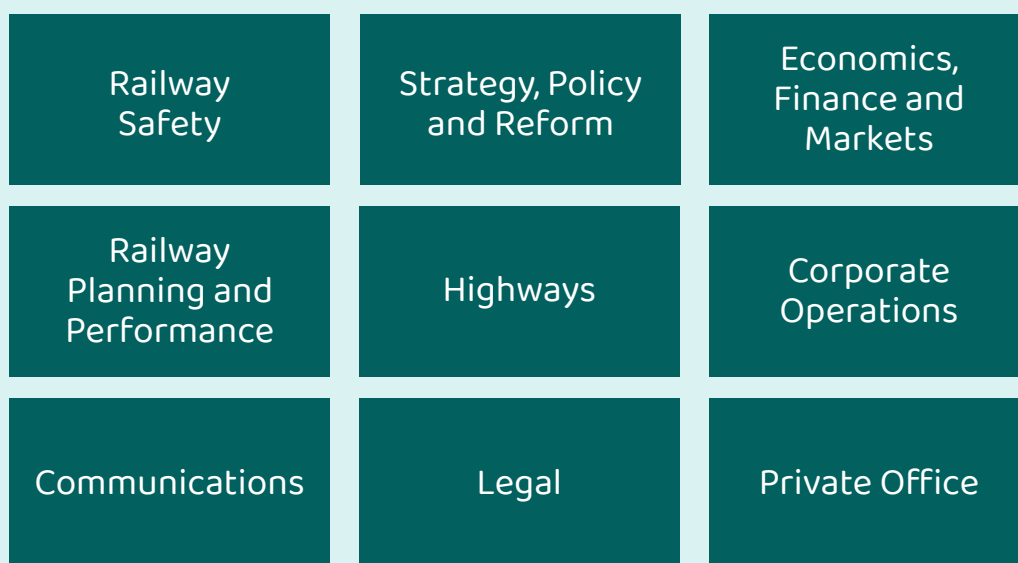 Railway
Safety
Strategy, Policy
and Reform
Economics,
Finance and
Markets
Railway
Planning and
Performance
Highways
Corporate
Operations
Communications
Legal
Private Office